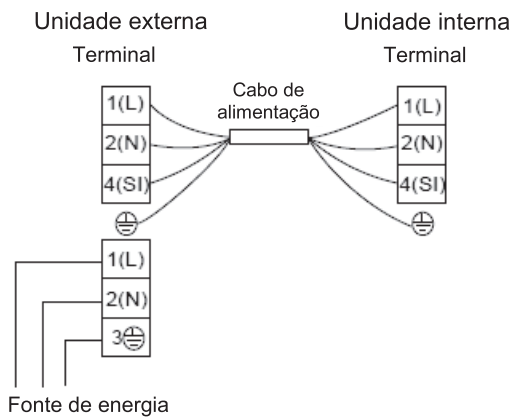 Unidade externa
Terminal
Unidade interna
Terminal
Cabo de
alimentação
1(L)
2(N)
4(SI)
1(L)
2(N)
4(SI)
1(L)
2(N)
3
Fonte de energia